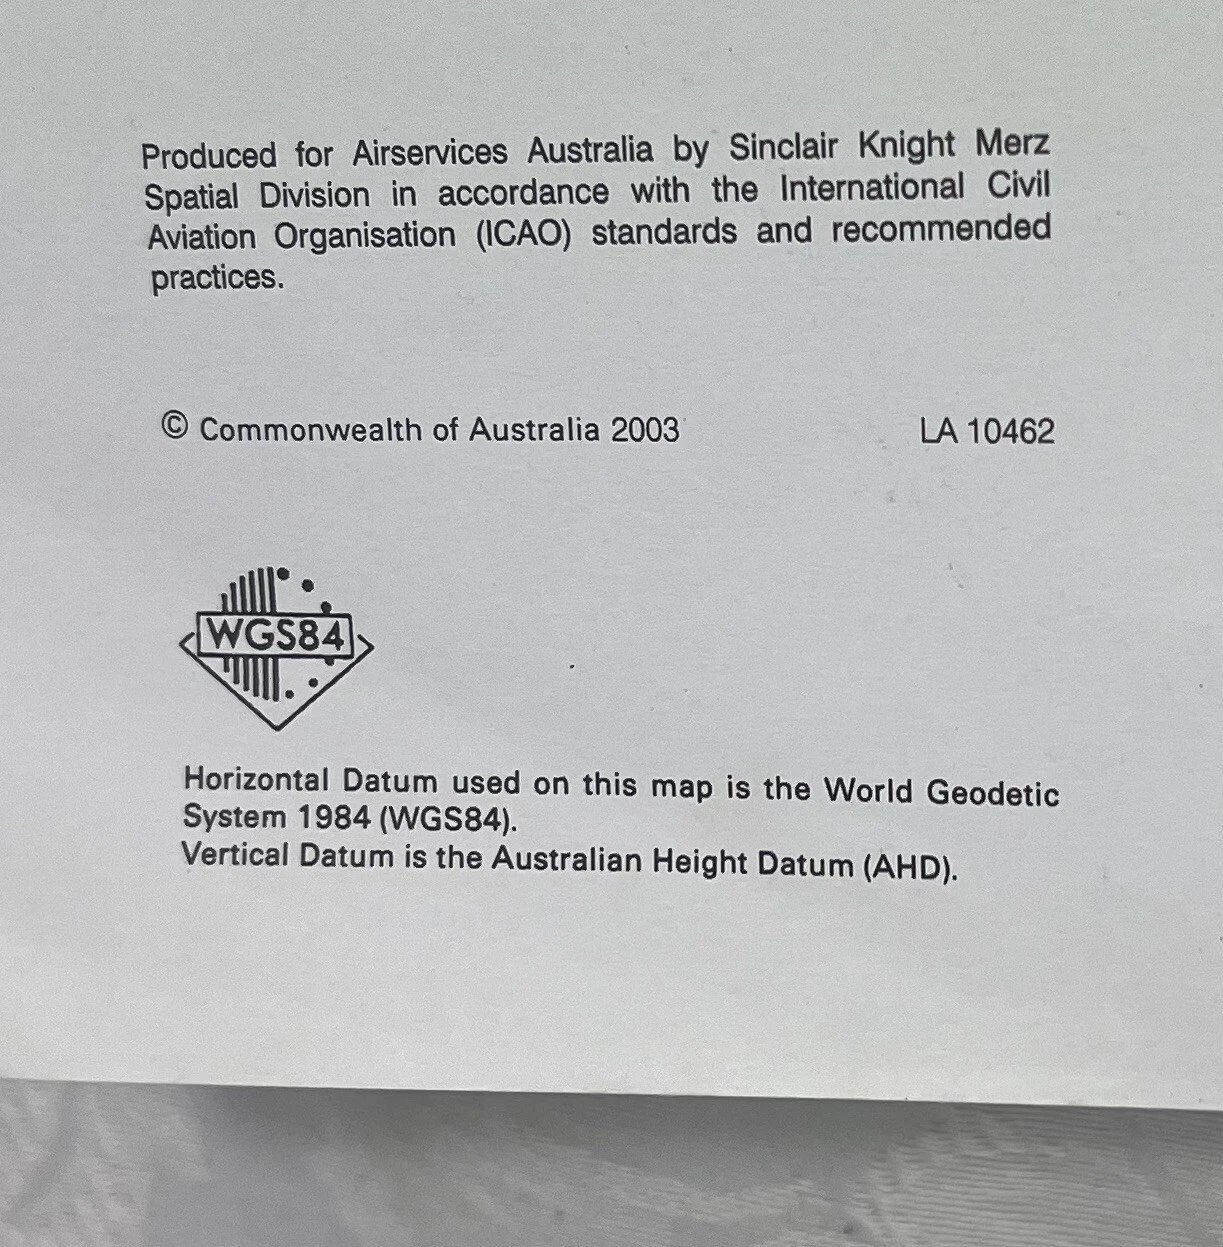 Produced for Airservices Australia by Sinclair Knight Merz
Spatial Division in accordance with the International Civil
Aviation Organisation (ICAO) standards and recommended
practices.
© Commonwealth of Australia 2003 LA 10462
WGS84
Horizontal Datum used on this map is the World Geodetic
System 1984 (WGS84).
Vertical Datum is the Australian Height Datum (AHD).